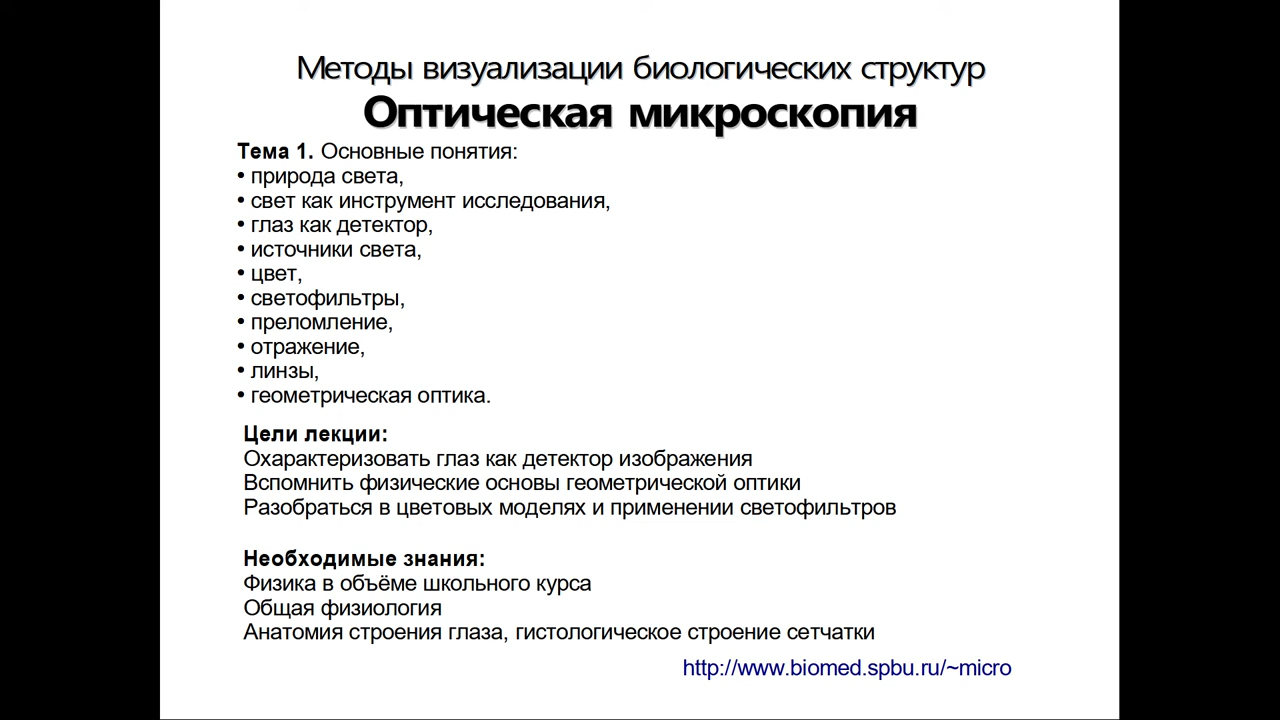 Методы визуализации биологических структур
Оптическая микроскопия
Тема 1. Основные понятия:
• природа света,
• свет как инструмент исследования,
• глаз как детектор,
• источники света,
• цвет,
• светофильтры,
• преломление,
• отражение,
• линзы,
• геометрическая оптика.
Цели лекции:
Охарактеризовать глаз как детектор изображения
Вспомнить физические основы геометрической оптики
Разобраться в цветовых моделях и применении светофильтров
Необходимые знания:
Физика в объёме школьного курса
Общая физиология
Анатомия строения глаза, гистологическое строение сетчатки
http://www.biomed.spbu.ru/~micro